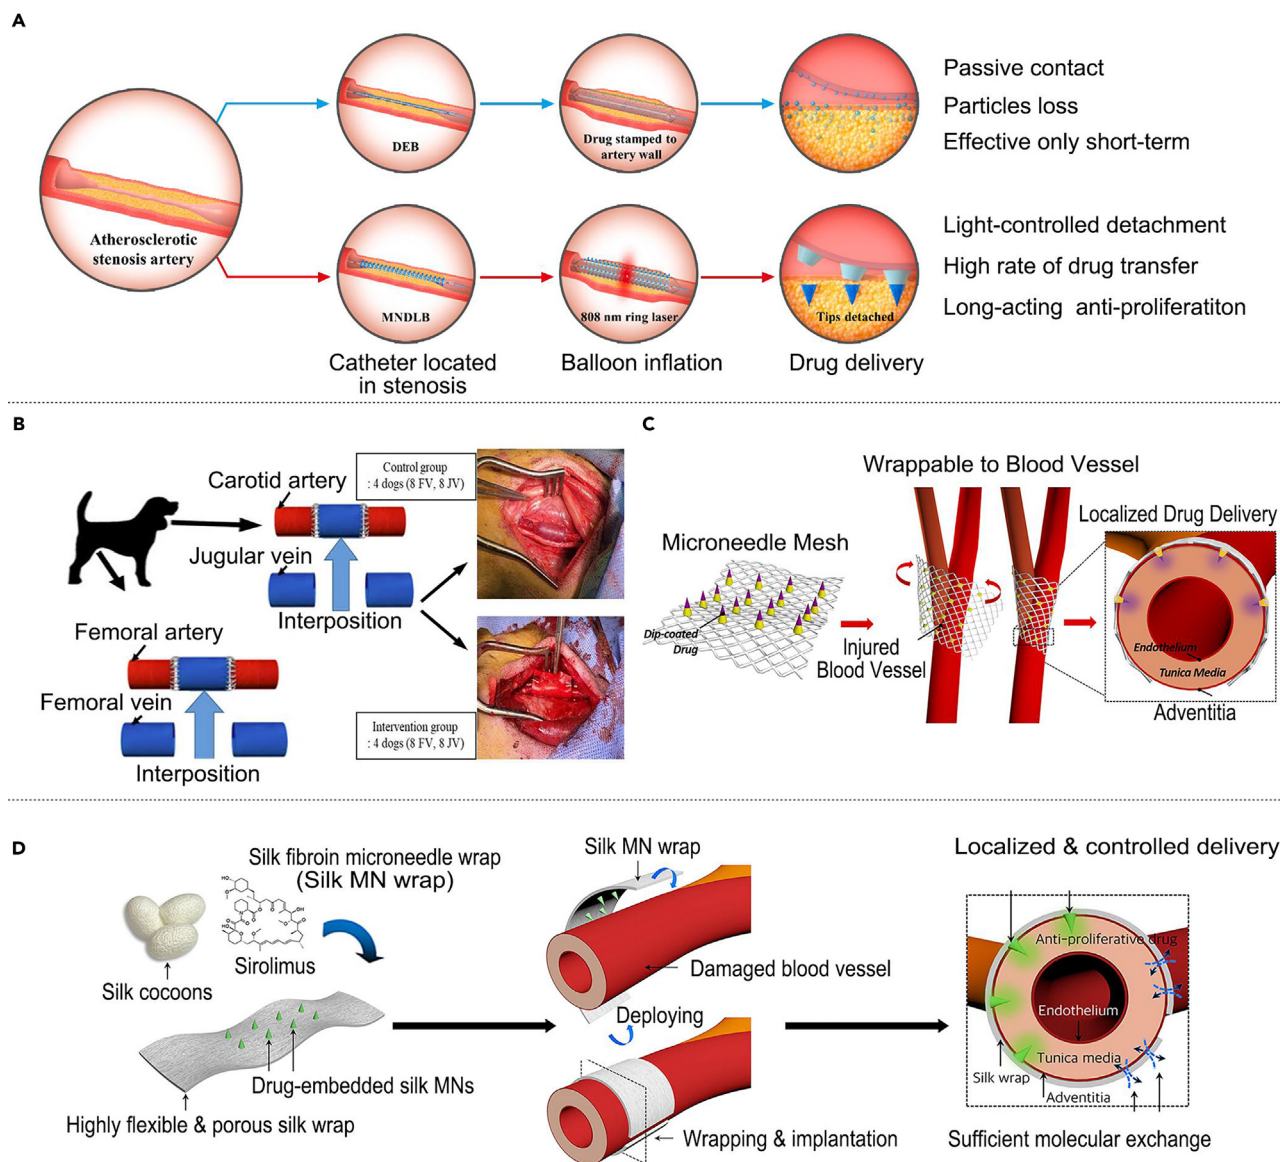 A
Atherosclerotic
stenosis artery
DEB
Drug stamped to
artery wall
Passive contact
Particles loss
Effective only short-term
MNDLB
808 nm ring laser
Tips detached
Light-controlled detachment
High rate of drug transfer
Long-acting anti-proliferatiton
Catheter located
in stenosis
Balloon inflation
Drug delivery
B
Carotid artery
Jugular vein
Interposition
Femoral artery
Femoral vein
Interposition
Control group
: 4 dogs (8 FV, 8 JV)
Intervention group
: 4 dogs (8 FV, 8 JV)
C
Wrappable to Blood Vessel
Microneedle Mesh
Dip-coated
Drug
Injured
Blood Vessel
Localized Drug Delivery
Endothelium
Tunica Media
Adventitia
D
Silk fibroin microneedle wrap
(Silk MN wrap)
Silk cocoons
Sirolimus
Drug-embedded silk MNs
Highly flexible & porous silk wrap
Silk MN wrap
Damaged blood vessel
Deploying
Wrapping & implantation
Localized & controlled delivery
Anti-proliferative drug
Endothelium
Tunica media
Silk wrap
Adventitia
Sufficient molecular exchange